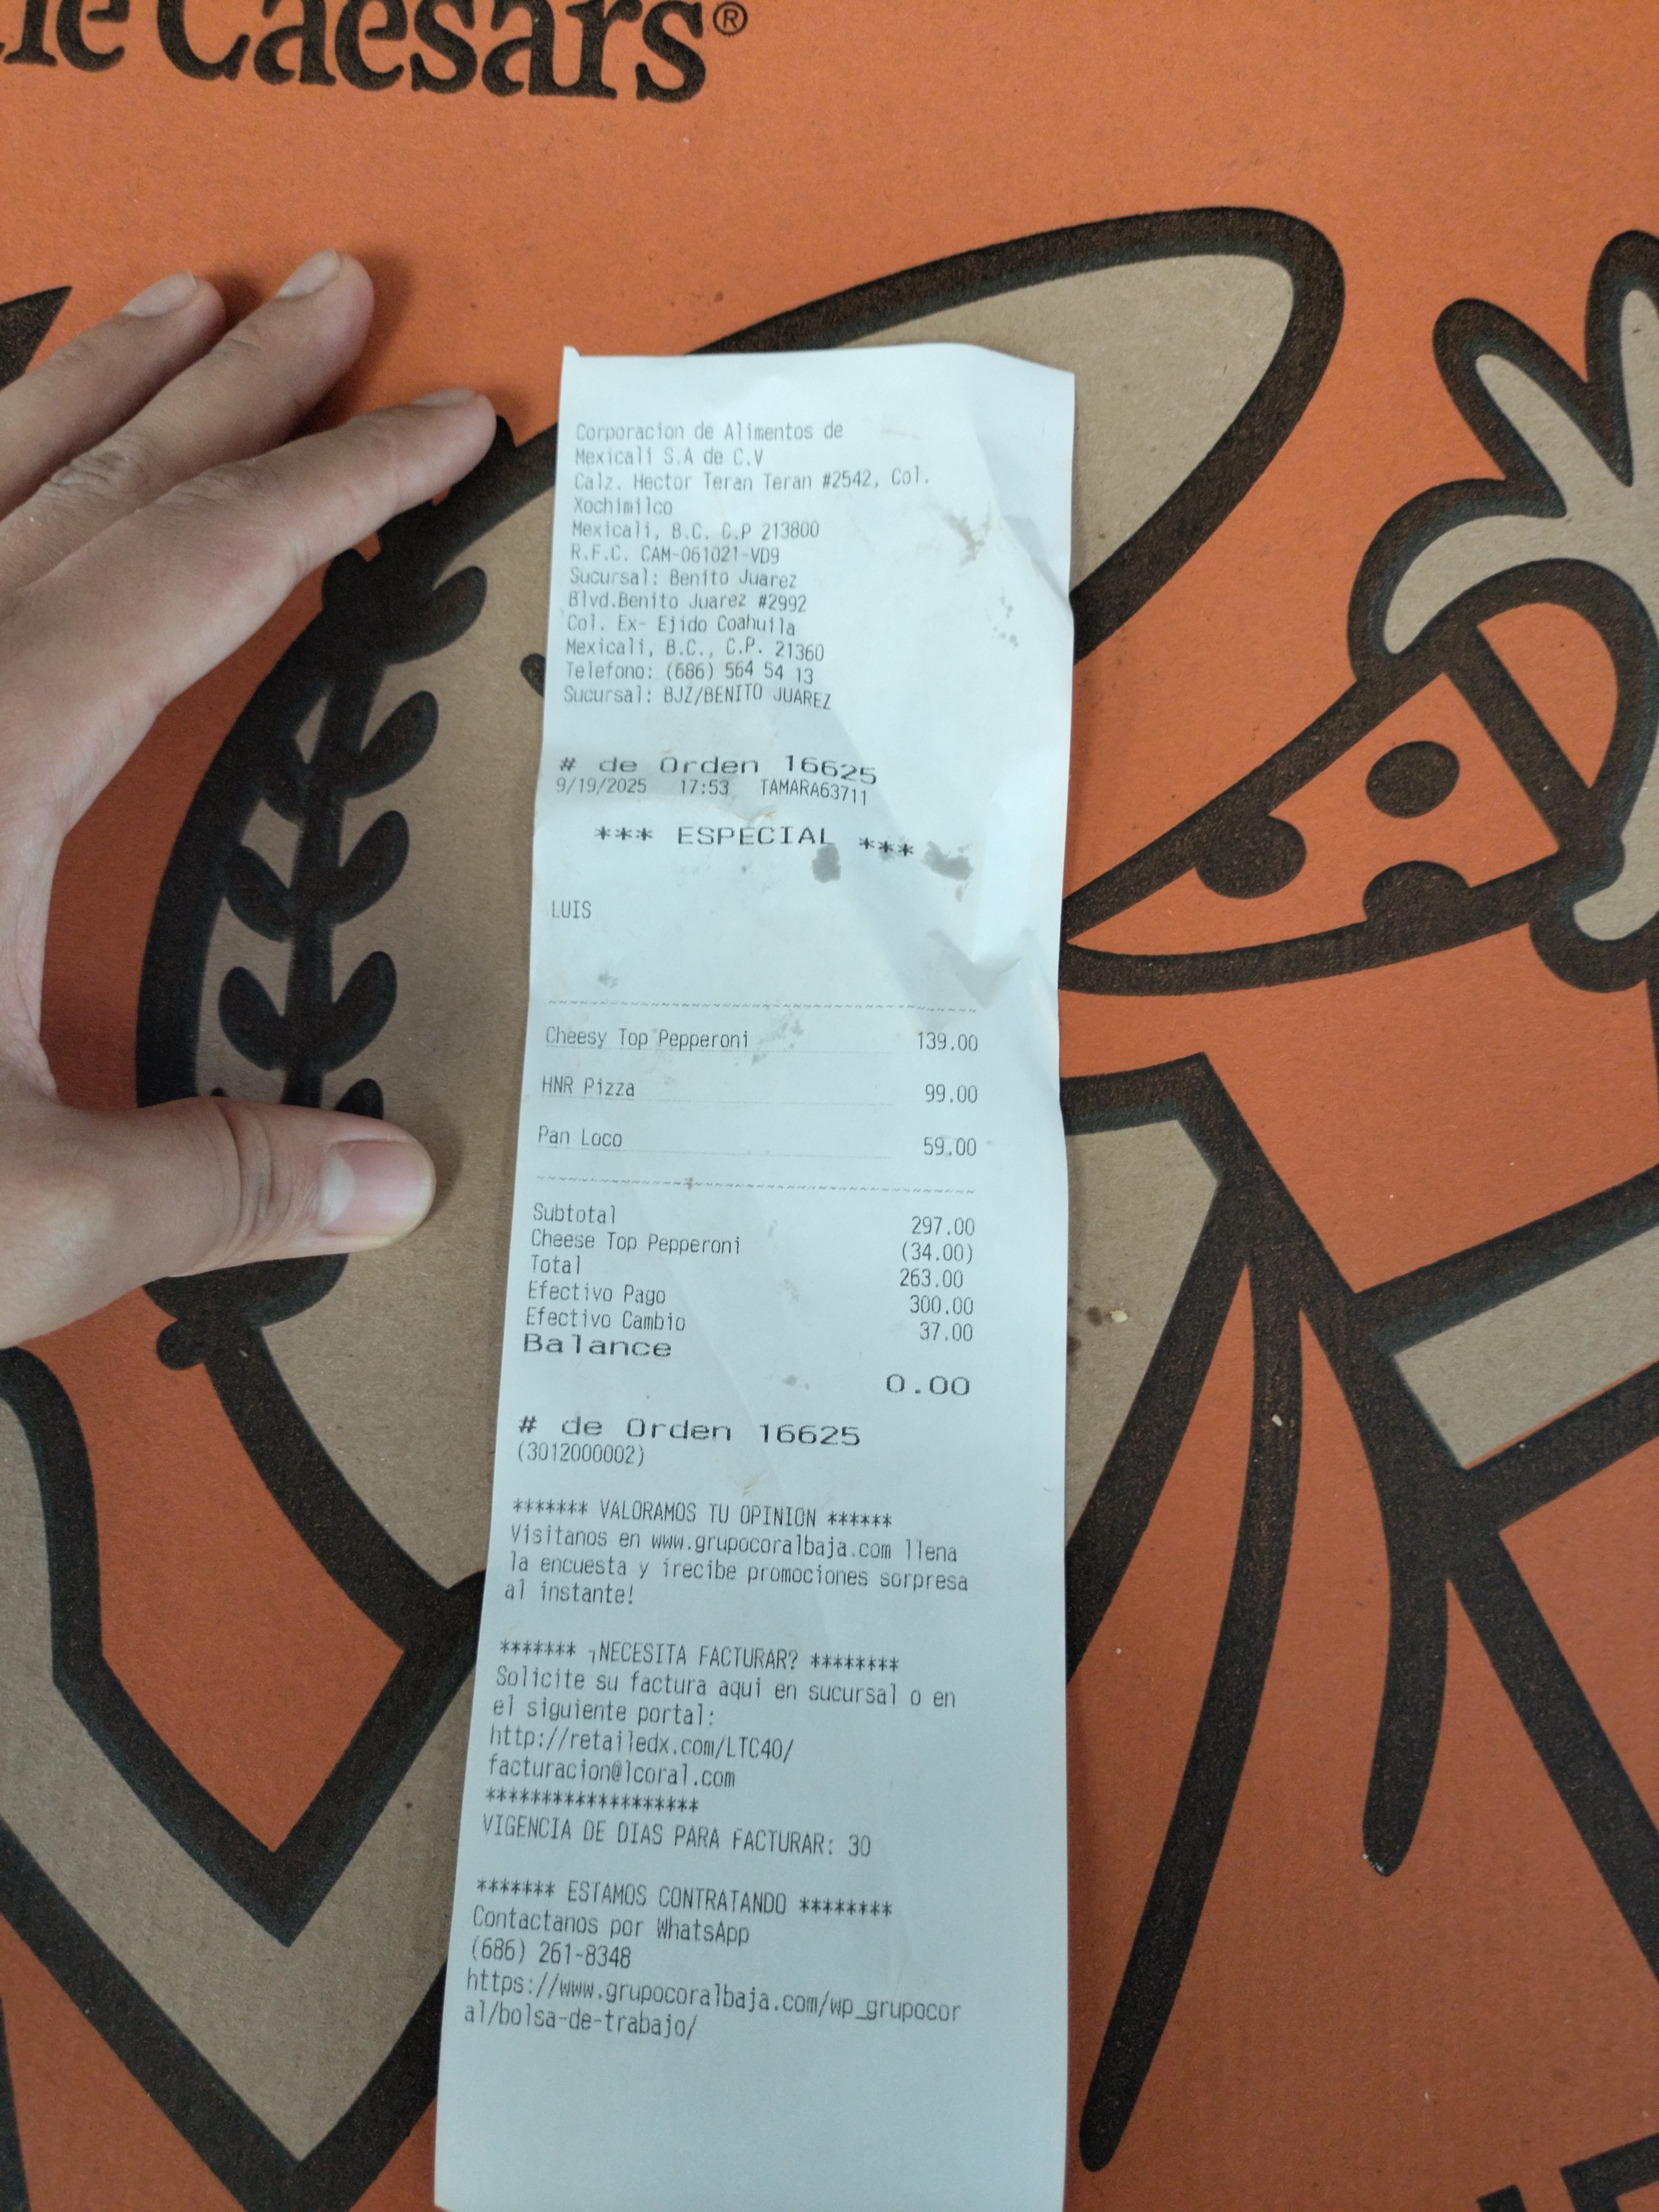 Caesars®
Corporacion de Alimentos de
Mexicali S.A de C.V
Calz. Hector Teran Teran #2542, Col.
Xochimilco
Mexicali, B.C. C.P 213800
R.F.C. CAM-061021-VD9
Sucursal: Benito Juarez
Blvd.Benito Juarez #2992
Col. Ex- Ejido Coahuila
Mexicali, B.C., C.P. 21360
Telefono: (686) 564 54 13
Sucursal: BJZ/BENITO JUAREZ
# de Orden 16625
9/19/2025 17:53 TAMARA63711
*** ESPECIAL ***
LUIS
Cheesy Top Pepperoni 139.00
HNR Pizza 99.00
Pan Loco 59.00
Subtotal 297.00
Cheese Top Pepperoni (34.00)
Total 263.00
Efectivo Pago 300.00
Efectivo Cambio 37.00
Balance
0.00
# de Orden 16625
(3012000002)
******* VALORAMOS TU OPINION ******
Visitanos en www.grupocoralbaja.com llena
la encuesta y irecibe promociones sorpresa
al instante!
******* ¬NECESITA FACTURAR? ********
Solicite su factura aqui en sucursal o en
el siguiente portal:
http://retailedx.com/LTC40/
facturacion@lcoral.com
*******************
VIGENCIA DE DIAS PARA FACTURAR: 30
******* ESTAMOS CONTRATANDO ********
Contactanos por WhatsApp
(686) 261-8348
https://www.grupocoralbaja.com/wp_grupocor
al/bolsa-de-trabajo/